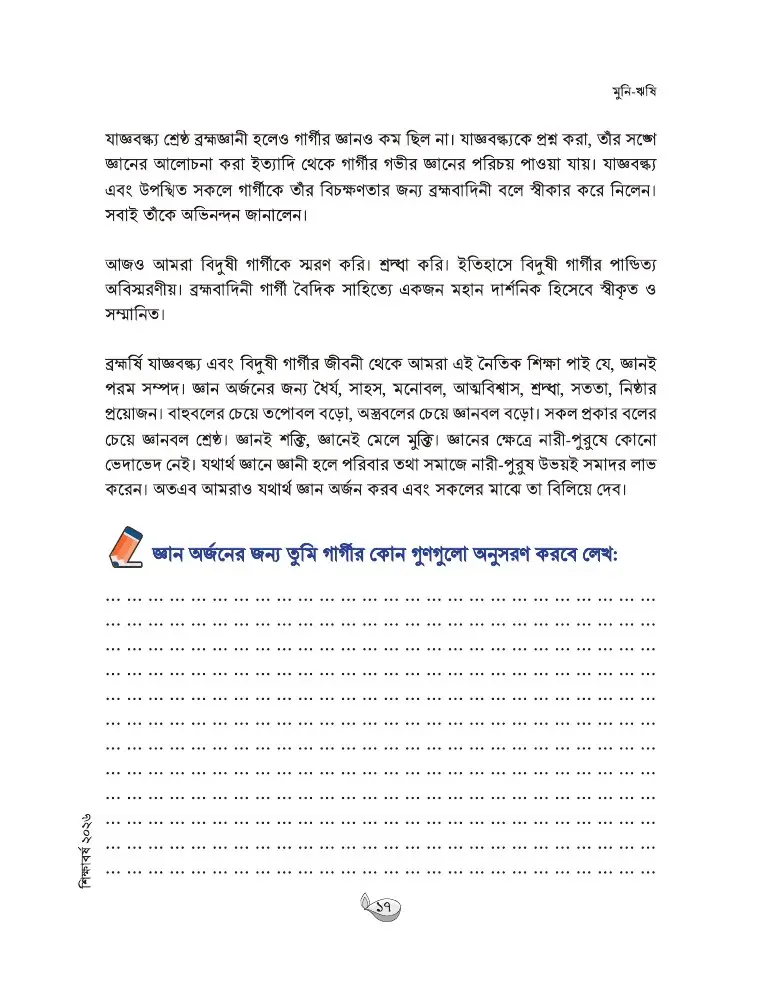 মুনি-ঋষি
যাজ্ঞবল্ক্য শ্রেষ্ঠ ব্রহ্মজ্ঞানী হলেও গার্গীর জ্ঞানও কম ছিল না। যাজ্ঞবল্ক্যকে প্রশ্ন করা, তাঁর সঙ্গে
জ্ঞানের আলোচনা করা ইত্যাদি থেকে গার্গীর গভীর জ্ঞানের পরিচয় পাওয়া যায়। যাজ্ঞবল্ক্য
এবং উপস্থিত সকলে গার্গীকে তাঁর বিচক্ষণতার জন্য ব্রহ্মবাদিনী বলে স্বীকার করে নিলেন।
সবাই তাঁকে অভিনন্দন জানালেন।
আজও আমরা বিদুষী গার্গীকে স্মরণ করি। শ্রদ্ধা করি। ইতিহাসে বিদুষী গার্গীর পান্ডিত্য
অবিস্মরণীয়। ব্রহ্মবাদিনী গার্গী বৈদিক সাহিত্যে একজন মহান দার্শনিক হিসেবে স্বীকৃত ও
সম্মানিত।
ব্রহ্মর্ষি যাজ্ঞবল্ক্য এবং বিদুষী গার্গীর জীবনী থেকে আমরা এই নৈতিক শিক্ষা পাই যে, জ্ঞানই
পরম সম্পদ। জ্ঞান অর্জনের জন্য ধৈর্য, সাহস, মনোবল, আত্মবিশ্বাস, শ্রদ্ধা, সততা, নিষ্ঠার
প্রয়োজন। বাহুবলের চেয়ে তপোবল বড়ো, অস্ত্রবলের চেয়ে জ্ঞানবল বড়ো। সকল প্রকার বলের
চেয়ে জ্ঞানবল শ্রেষ্ঠ। জ্ঞানই শক্তি, জ্ঞানেই মেলে মুক্তি। জ্ঞানের ক্ষেত্রে নারী-পুরুষে কোনো
ভেদাভেদ নেই। যথার্থ জ্ঞানে জ্ঞানী হলে পরিবার তথা সমাজে নারী-পুরুষ উভয়ই সমাদর লাভ
করেন। অতএব আমরাও যথার্থ জ্ঞান অর্জন করব এবং সকলের মাঝে তা বিলিয়ে দেব।
জ্ঞান অর্জনের জন্য তুমি গার্গীর কোন গুণগুলো অনুসরণ করবে লেখ:
শিক্ষাবর্ষ ২০২৬
১৭